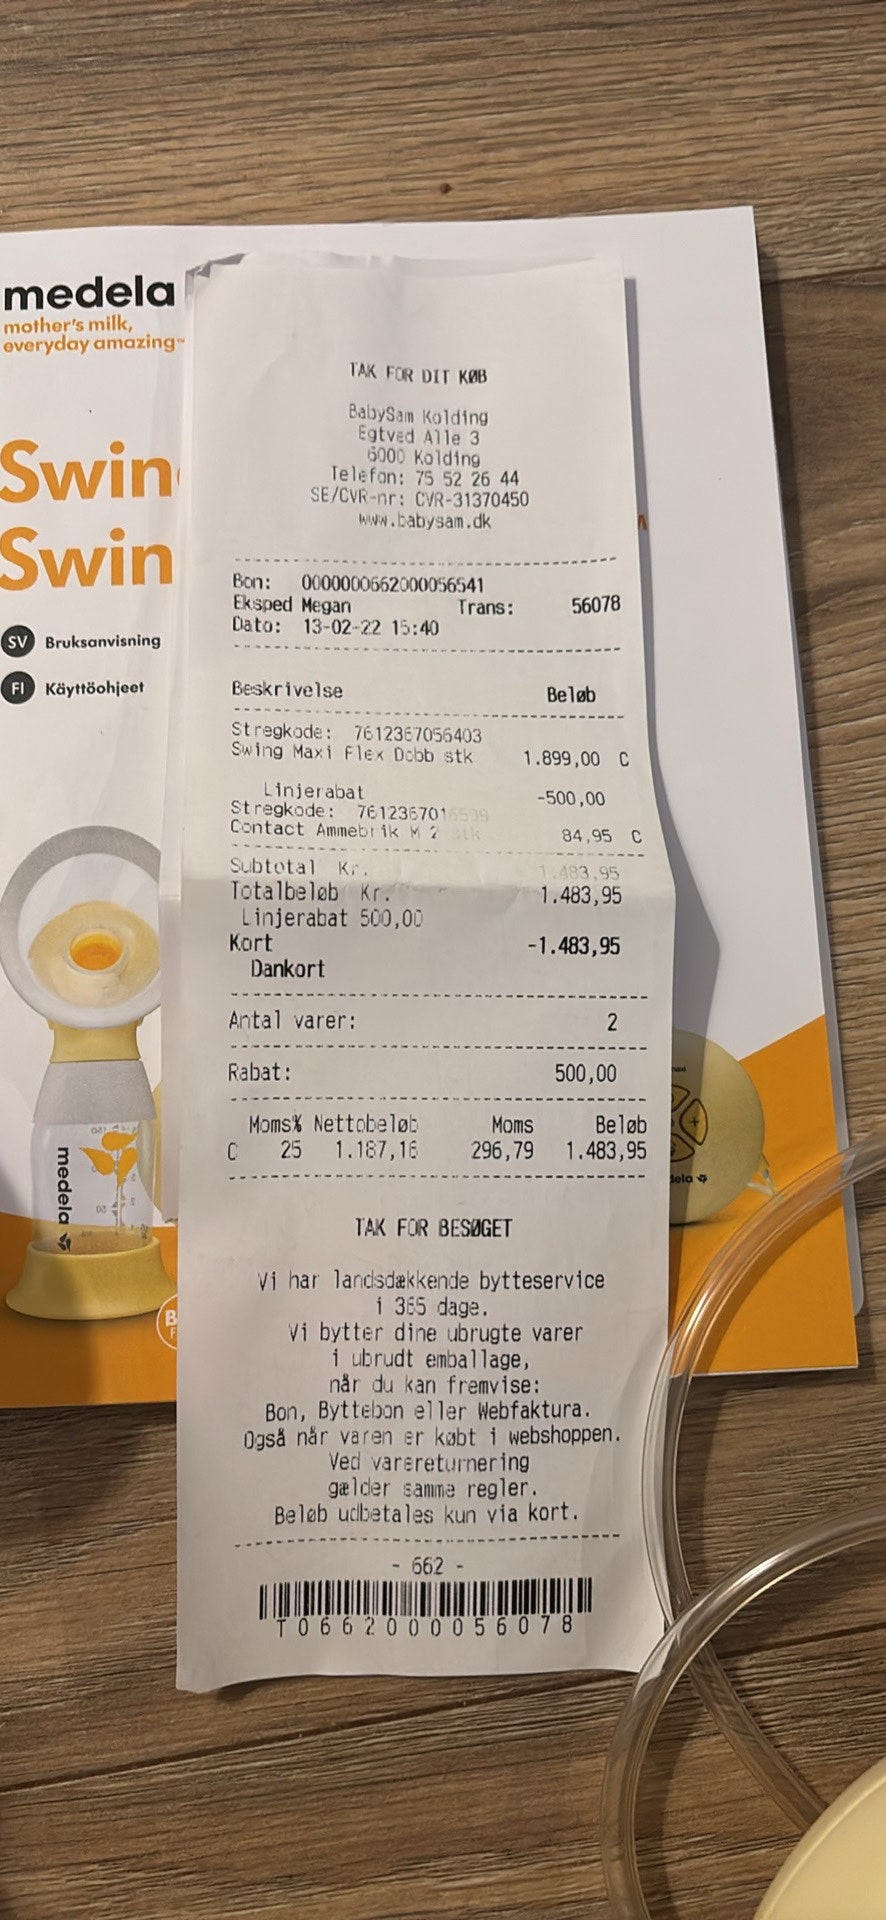 medela
mother's milk,
everyday amazing™
Swin
Swin
SV Bruksanvisning
FI Käyttöohjeet
TAK FOR DIT KØB
BabySam Kolding
Egtved Alle 3
6000 Kolding
Telefon: 75 52 26 44
SE/CVR-nr: CVR-31370450
www.babysam.dk
Bon: 0000000662000056541
Eksped Megan Trans: 56078
Dato: 13-02-22 15:40
Beskrivelse Beløb
Stregkode: 7612367056403
Swing Maxi Flex Dobb stk 1.899,00 C
Linjerabat -500,00
Stregkode:
Contact Ammebrik M 2 stk 84,95 C
Subtotal Kr. 1.483,95
Totalbeløb Kr. 1.483,95
Linjerabat 500,00
Kort -1.483,95
Dankort
Antal varer: 2
Rabat: 500,00
Moms% Nettobeløb Moms Beløb
C 25 1.187,16 296,79 1.483,95
TAK FOR BESØGET
Vi har landsdækkende bytteservice
i 365 dage.
Vi bytter dine ubrugte varer
i ubrudt emballage,
når du kan fremvise:
Bon, Byttebon eller Webfaktura.
Også når varen er købt i webshoppen.
Ved varereturnering
gælder samme regler.
Beløb udbetales kun via kort.
- 662 -
T0662000056078
medela